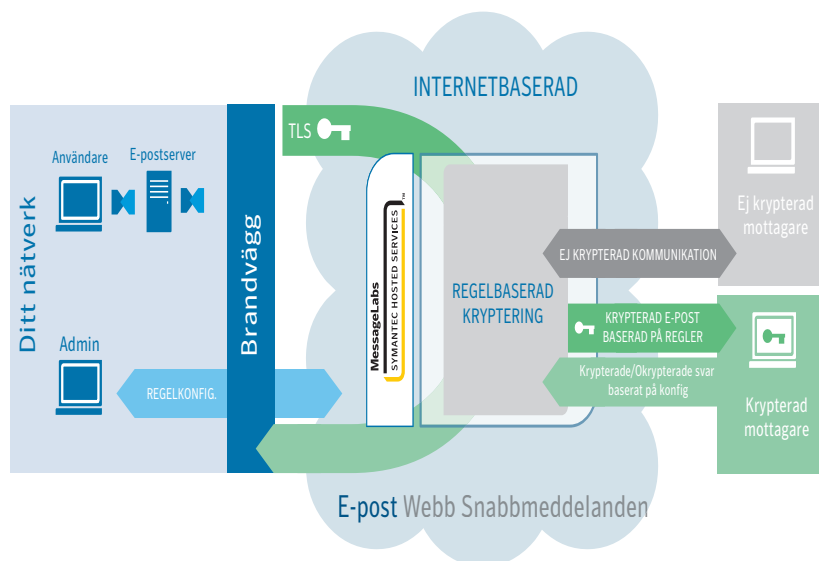 INTERNETBASERAD
TLS
Användare
E-postserver
Ditt nätverk
Brandvägg
Admin
REGELKONFIG.
MessageLabs
SYMANTEC HOSTED SERVICES™
REGELBASERAD
KRYPTERING
EJ KRYPTERAD KOMMUNIKATION
KRYPTERAD E-POST
BASERAD PÅ REGLER
Krypterade/Okrypterade svar
baserat på konfig
Ej krypterad
mottagare
Krypterad
mottagare
E-post Webb Snabbmeddelanden